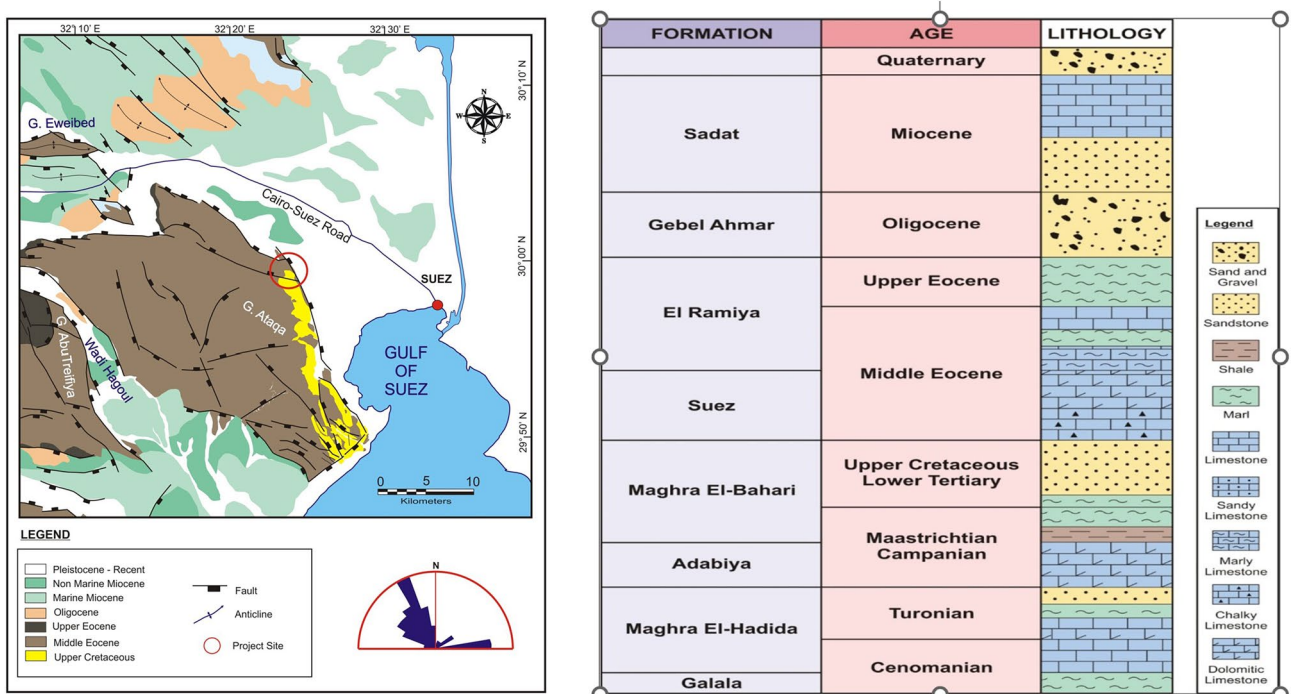 32°10' E
32°20' E
32°30' E
30°10' N
30°00' N
29°50' N
N
W
E
S
G. Eweibed
Cairo-Suez Road
SUEZ
G. Ataqa
GULF
OF
SUEZ
G. AbuTreifiya
Wadi Hagoul
0 5 10
Kilometers
LEGEND
Pleistocene - Recent
Non Marine Miocene
Marine Miocene
Oligocene
Upper Eocene
Middle Eocene
Upper Cretaceous
Fault
Anticline
Project Site
N
FORMATION
AGE
LITHOLOGY
Quaternary
Sadat
Miocene
Gebel Ahmar
Oligocene
El Ramiya
Upper Eocene
Middle Eocene
Suez
Maghra El-Bahari
Upper Cretaceous
Lower Tertiary
Maastrichtian
Campanian
Adabiya
Maghra El-Hadida
Turonian
Cenomanian
Galala
Legend
Sand and
Gravel
Sandstone
Shale
Marl
Limestone
Sandy
Limestone
Marly
Limestone
Chalky
Limestone
Dolomitic
Limestone